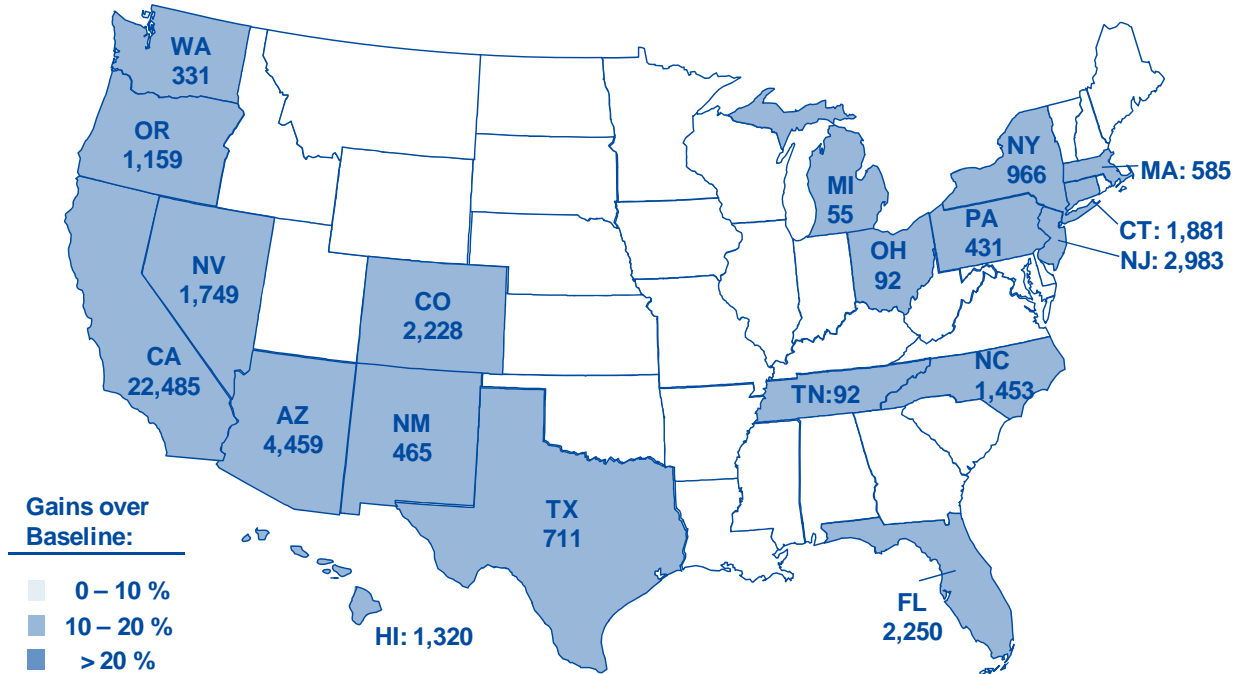 WA
331
OR
1,159
NV
1,749
CA
22,485
AZ
4,459
CO
2,228
NM
465
TX
711
MI
55
OH
92
NY
966
PA
431
MA: 585
CT: 1,881
NJ: 2,983
TN:92
NC
1,453
FL
2,250
HI: 1,320
Gains over
Baseline:
0 – 10 %
10 – 20 %
> 20 %